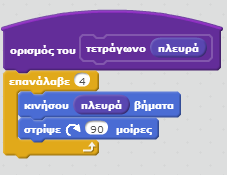 ορισμός του τετράγωνο πλευρά
επανάλαβε 4
κινήσου πλευρά βήματα
στρίψε 90 μοίρες